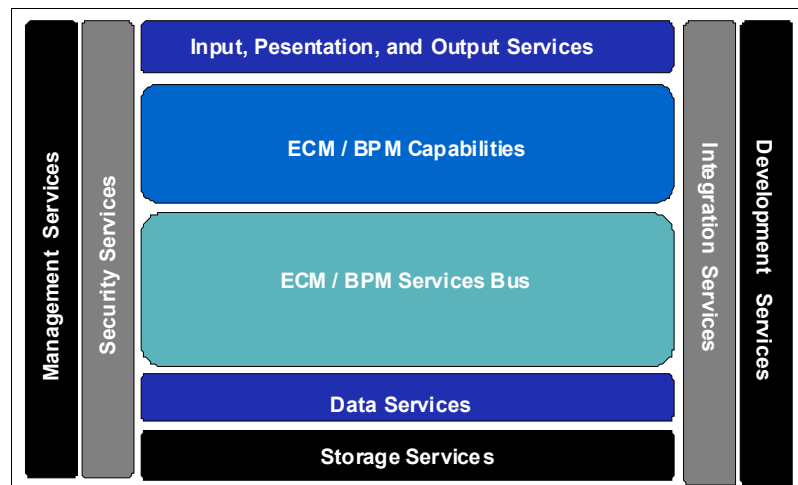 Management Services
Security Services
Input, Pesentation, and Output Services
ECM / BPM Capabilities
ECM / BPM Services Bus
Data Services
Storage Services
Integration Services
Development Services